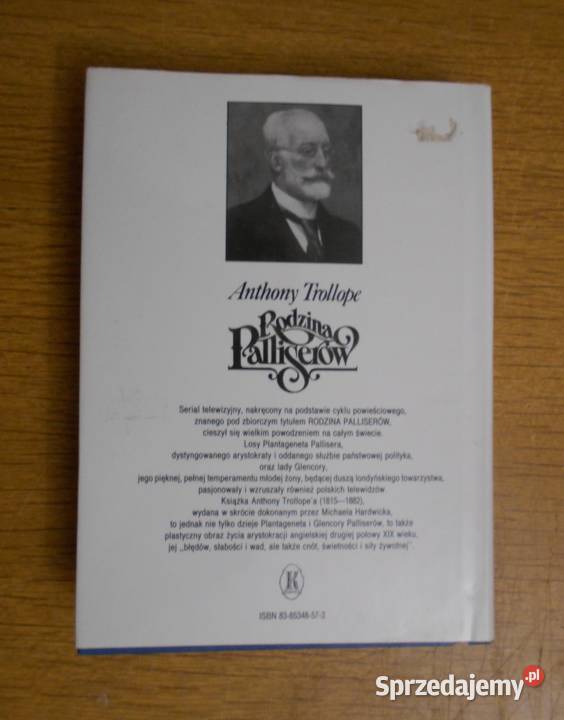 Anthony Trollope
Rodzina
Palliserów
Serial telewizyjny, nakręcony na podstawie cyklu powieściowego,
znanego pod zbiorczym tytułem RODZINA PALLISERÓW,
cieszył się wielkim powodzeniem na całym świecie.
Losy Plantageneta Pallisera,
dystyngowanego arystokraty i oddanego służbie państwowej polityka,
oraz lady Glencory,
jego pięknej, pełnej temperamentu młodej żony, będącej duszą londyńskiego towarzystwa,
pasjonowały i wzruszały również polskich telewidzów.
Książka Anthony Trollope'a (1815—1882),
wydana w skrócie dokonanym przez Michaela Hardwicka,
to jednak nie tylko dzieje Plantageneta i Glencory Palliserów, to także
plastyczny obraz życia arystokracji angielskiej drugiej połowy XIX wieku,
jej „błędów, słabości i wad, ale także cnót, świetności i siły żywotnej".
K
ISBN 83-85348-57-3
Sprzedajemy.pl